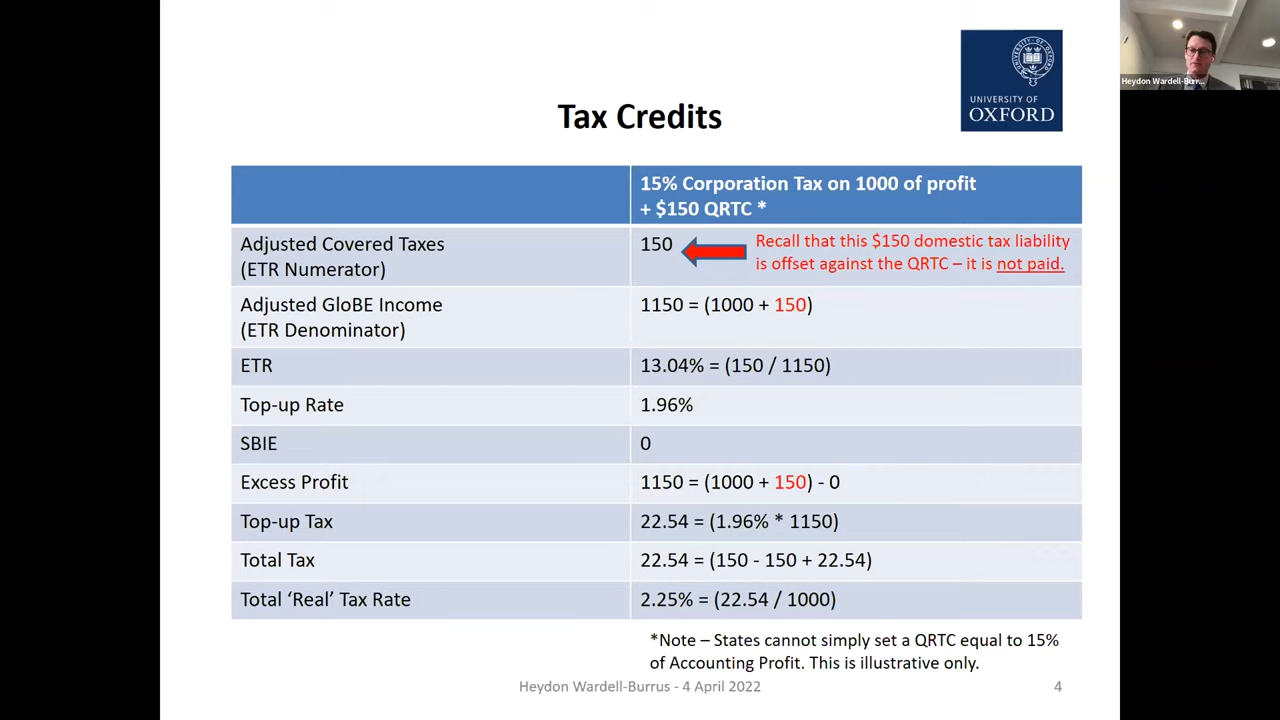 Heydon Wardell-Burr...
UNIVERSITY OF
OXFORD
Tax Credits
15% Corporation Tax on 1000 of profit
+ $150 QRTC *
Adjusted Covered Taxes
(ETR Numerator)
150
Recall that this $150 domestic tax liability
is offset against the QRTC – it is not paid.
Adjusted GloBE Income
(ETR Denominator)
1150 = (1000 + 150)
ETR
13.04% = (150 / 1150)
Top-up Rate
1.96%
SBIE
0
Excess Profit
1150 = (1000 + 150) - 0
Top-up Tax
22.54 = (1.96% * 1150)
Total Tax
22.54 = (150 - 150 + 22.54)
Total ‘Real’ Tax Rate
2.25% = (22.54 / 1000)
*Note – States cannot simply set a QRTC equal to 15%
of Accounting Profit. This is illustrative only.
Heydon Wardell-Burrus - 4 April 2022
4